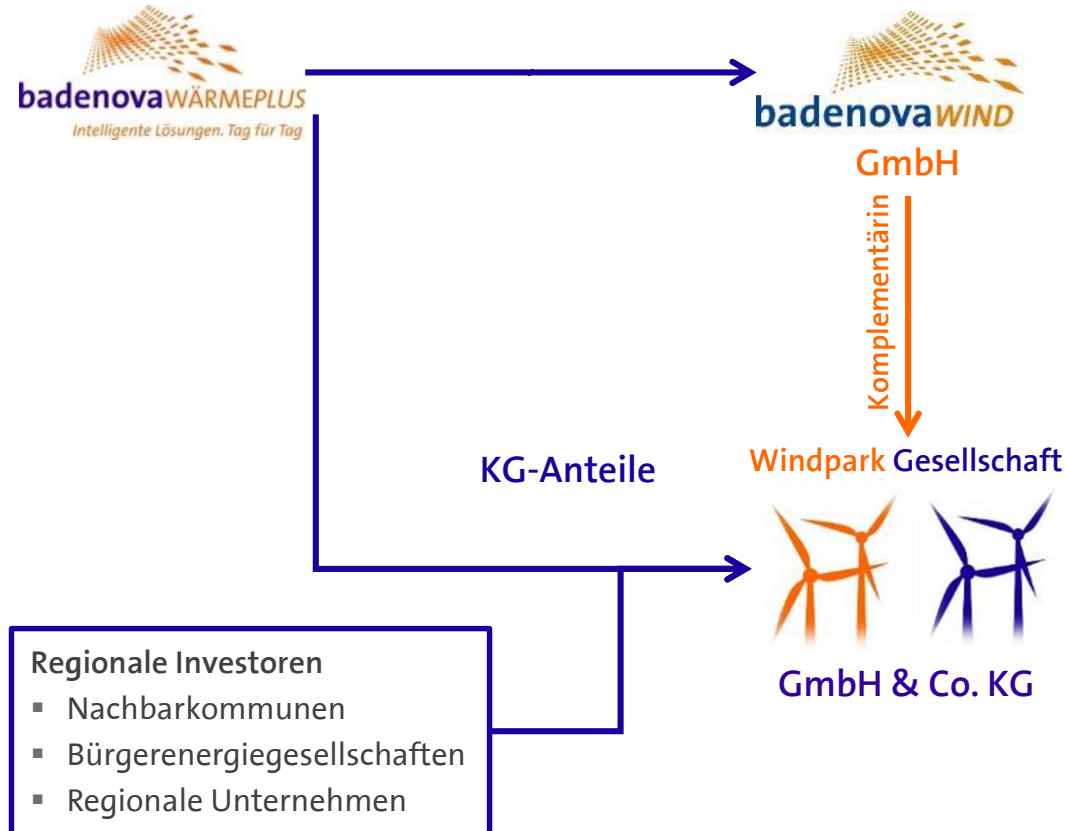 badenovaWÄRMEPLUS
Intelligente Lösungen. Tag für Tag
badenovaWIND
GmbH
Komplementärin
Windpark Gesellschaft
KG-Anteile
GmbH & Co. KG
Regionale Investoren
▪ Nachbarkommunen
▪ Bürgerenergiegesellschaften
▪ Regionale Unternehmen